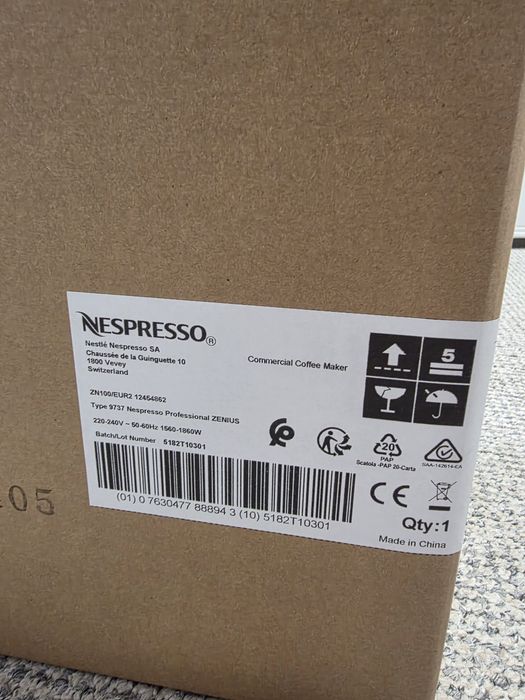 NESPRESSO®
Nestlé Nespresso SA
Chaussée de la Guinguette 10
1800 Vevey
Switzerland
Commercial Coffee Maker
5
ZN100/EUR2 12454862
Type 9737 Nespresso Professional ZENIUS
220-240V ~ 50-60Hz 1560-1860W
Batch/Lot Number 5182T10301
20
PAP
Scatola -PAP 20-Carta
SAA-142614-EA
(01) 0 7630477 88894 3 (10) 5182T10301
CE
Qty:1
Made in China
05